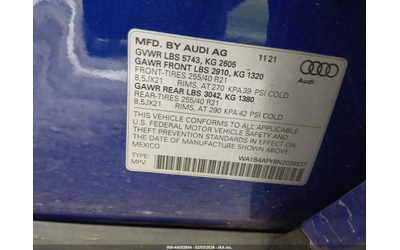 MFD. BY AUDI AG 11 21
GVWR LBS 5743, KG 2605
GAWR FRONT LBS 2910, KG 1320
FRONT-TIRES 255/40 R21
8,5JX21 RIMS, AT 270 KPA/39 PSI COLD
GAWR REAR LBS 3042, KG 1380
REAR-TIRES 255/40 R21
8,5JX21 RIMS, AT 290 KPA/42 PSI COLD
THIS VEHICLE CONFORMS TO ALL APPLICABLE
U.S. FEDERAL MOTOR VEHICLE SAFETY
AND THEFT PREVENTION STANDARDS IN EFFECT
ON THE DATE OF MANUFACTURE SHOWN ABOVE.
TYPE: MPV
MEXICO